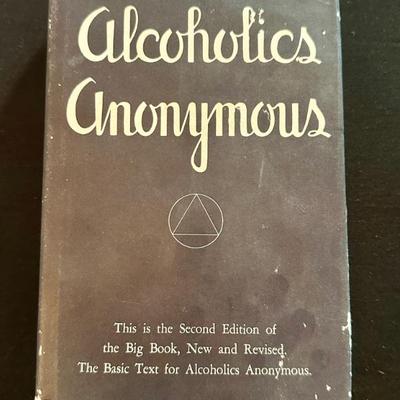 Alcoholics
Anonymous
This is the Second Edition of
the Big Book, New and Revised.
The Basic Text for Alcoholics Anonymous.